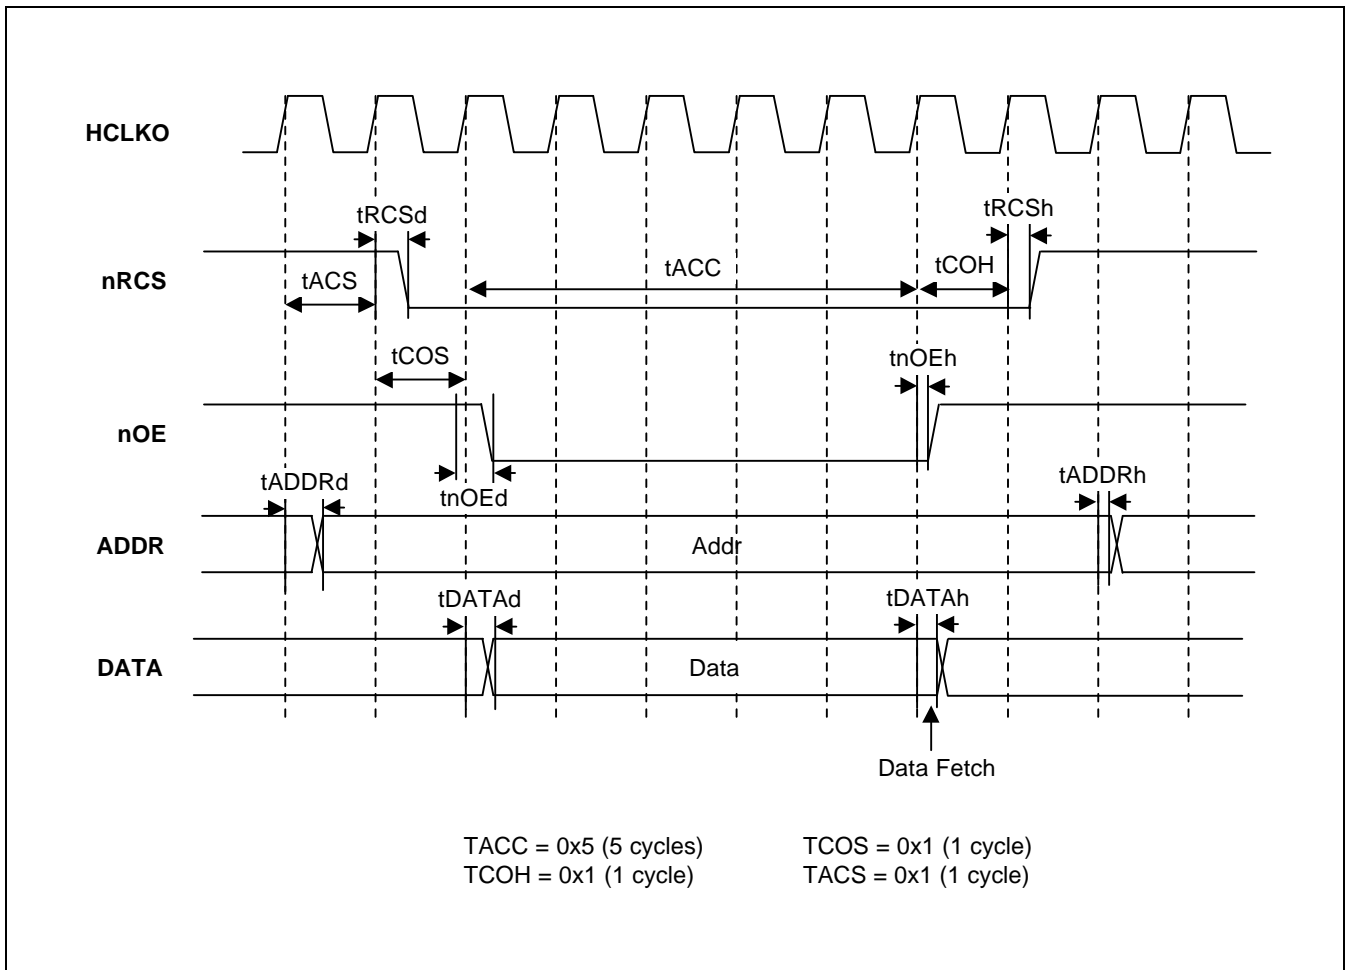 HCLKO
tRCSd
tRCSh
nRCS
tACS
tACC
tCOH
tCOS
tnOEh
nOE
tADDRd
tnOEd
tADDRh
ADDR
Addr
tDATAd
tDATAh
DATA
Data
Data Fetch
TACC = 0x5 (5 cycles)
TCOS = 0x1 (1 cycle)
TCOH = 0x1 (1 cycle)
TACS = 0x1 (1 cycle)